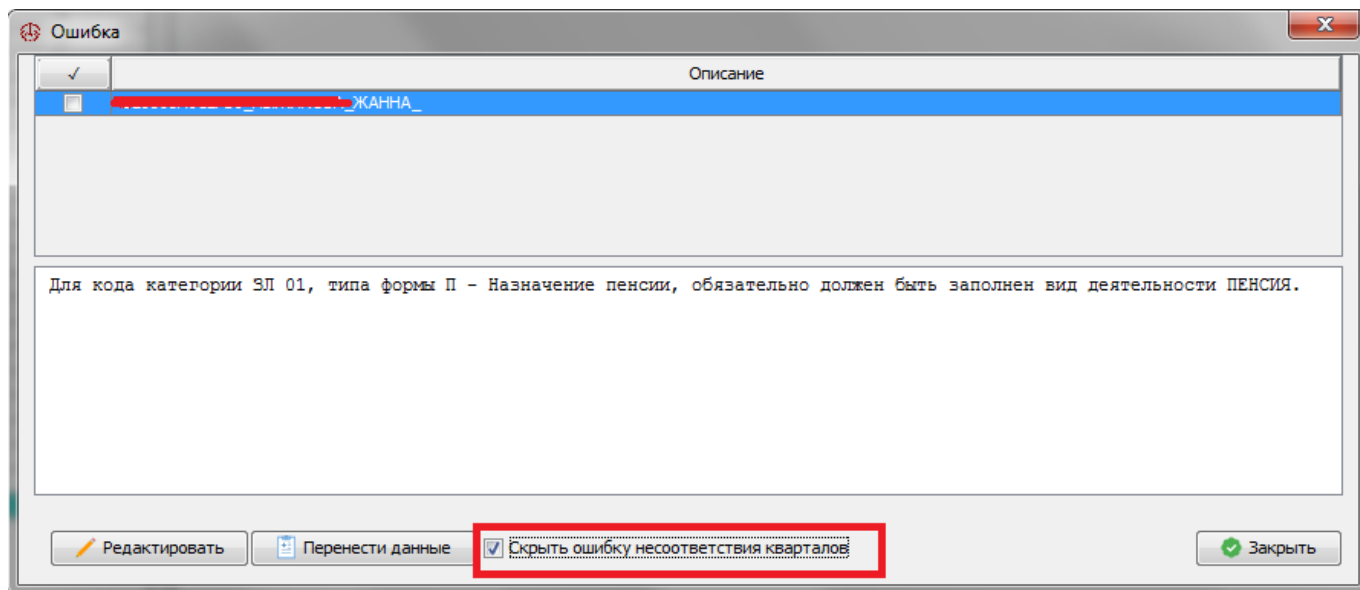 Ошибка
✓ Описание
_ЖАННА_
Для кода категории ЗЛ 01, типа формы П - Назначение пенсии, обязательно должен быть заполнен вид деятельности ПЕНСИЯ.
Редактировать Перенести данные Скрыть ошибку несоответствия кварталов Закрыть